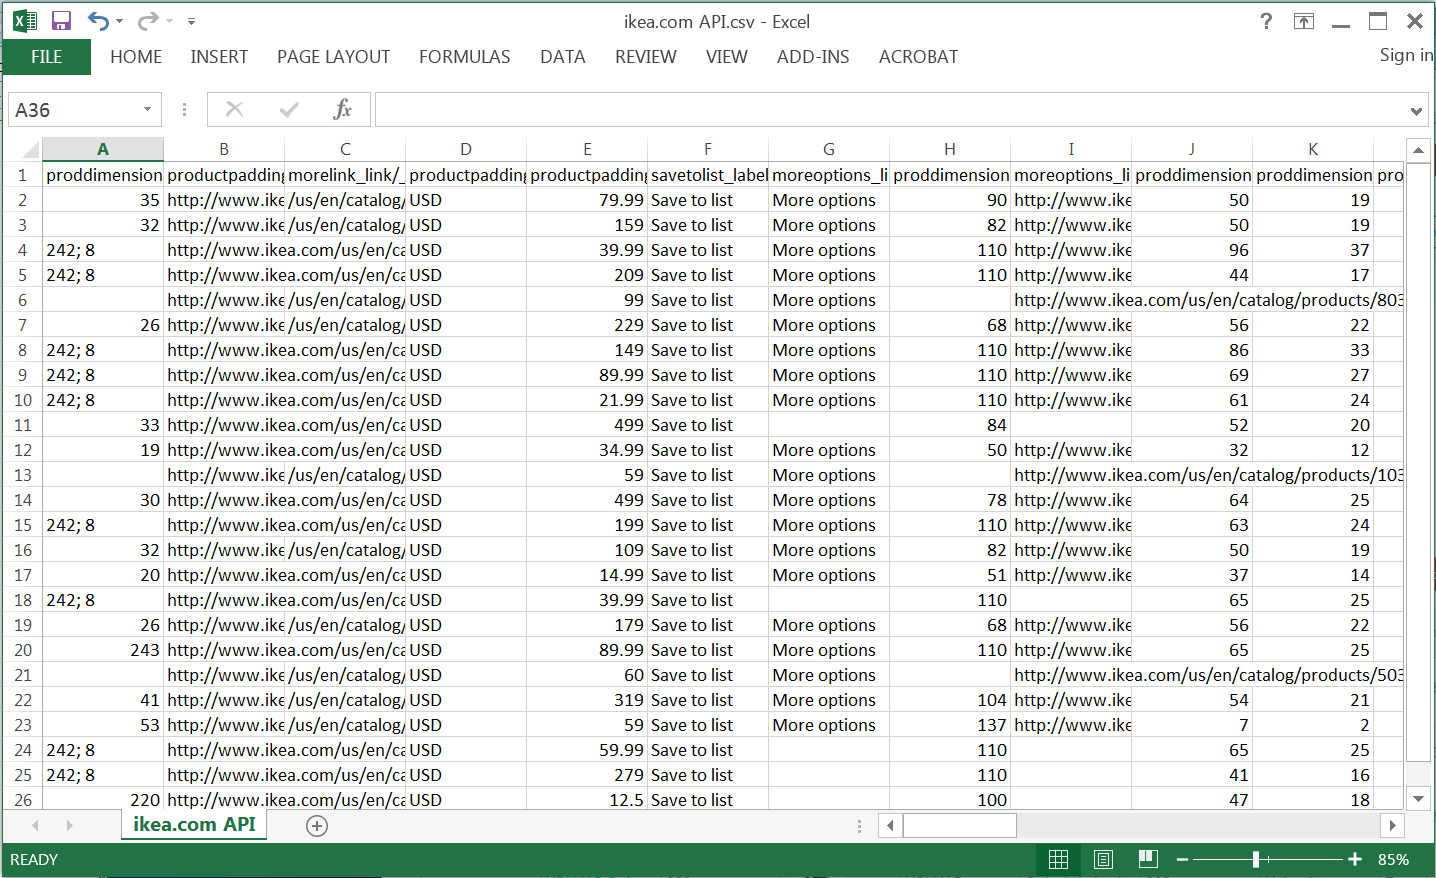 ikea.com API.csv - Excel
?
FILE HOME INSERT PAGE LAYOUT FORMULAS DATA REVIEW VIEW ADD-INS ACROBAT Sign in
A36 fx
A B C D E F G H I J K
1 proddimension productpadding morelink_link/_ productpadding productpadding savetolist_label moreoptions_li proddimension moreoptions_li proddimension proddimension pro
2 35 http://www.ike /us/en/catalog/ USD 79.99 Save to list More options 90 http://www.ike 50 19
3 32 http://www.ike /us/en/catalog/ USD 159 Save to list More options 82 http://www.ike 50 19
4 242; 8 http://www.ikea.com/us/en/ca USD 39.99 Save to list More options 110 http://www.ike 96 37
5 242; 8 http://www.ikea.com/us/en/ca USD 209 Save to list More options 110 http://www.ike 44 17
6 http://www.ike /us/en/catalog/ USD 99 Save to list More options http://www.ikea.com/us/en/catalog/products/803
7 26 http://www.ike /us/en/catalog/ USD 229 Save to list More options 68 http://www.ike 56 22
8 242; 8 http://www.ikea.com/us/en/ca USD 149 Save to list More options 110 http://www.ike 86 33
9 242; 8 http://www.ikea.com/us/en/ca USD 89.99 Save to list More options 110 http://www.ike 69 27
10 242; 8 http://www.ikea.com/us/en/ca USD 21.99 Save to list More options 110 http://www.ike 61 24
11 33 http://www.ike /us/en/catalog/ USD 499 Save to list 84 52 20
12 19 http://www.ike /us/en/catalog/ USD 34.99 Save to list More options 50 http://www.ike 32 12
13 http://www.ike /us/en/catalog/ USD 59 Save to list More options http://www.ikea.com/us/en/catalog/products/103
14 30 http://www.ike /us/en/catalog/ USD 499 Save to list More options 78 http://www.ike 64 25
15 242; 8 http://www.ikea.com/us/en/ca USD 199 Save to list More options 110 http://www.ike 63 24
16 32 http://www.ike /us/en/catalog/ USD 109 Save to list More options 82 http://www.ike 50 19
17 20 http://www.ike /us/en/catalog/ USD 14.99 Save to list More options 51 http://www.ike 37 14
18 242; 8 http://www.ikea.com/us/en/ca USD 39.99 Save to list 110 65 25
19 26 http://www.ike /us/en/catalog/ USD 179 Save to list More options 68 http://www.ike 56 22
20 243 http://www.ikea.com/us/en/ca USD 89.99 Save to list More options 110 http://www.ike 65 25
21 http://www.ike /us/en/catalog/ USD 60 Save to list More options http://www.ikea.com/us/en/catalog/products/503
22 41 http://www.ike /us/en/catalog/ USD 319 Save to list More options 104 http://www.ike 54 21
23 53 http://www.ike /us/en/catalog/ USD 59 Save to list More options 137 http://www.ike 7 2
24 242; 8 http://www.ikea.com/us/en/ca USD 59.99 Save to list 110 65 25
25 242; 8 http://www.ikea.com/us/en/ca USD 279 Save to list 110 41 16
26 220 http://www.ikea.com/us/en/ca USD 12.5 Save to list 100 47 18
ikea.com API
READY 85%